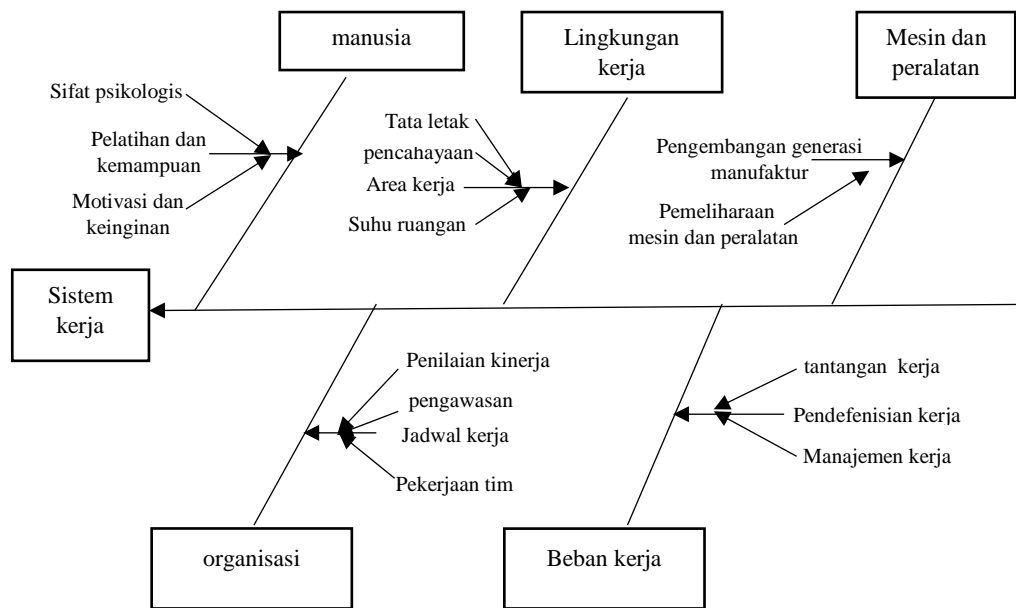 manusia
Lingkungan
kerja
Mesin dan
peralatan
Sifat psikologis
Pelatihan dan
kemampuan
Motivasi dan
keinginan
Tata letak
pencahayaan
Area kerja
Suhu ruangan
Pengembangan generasi
manufaktur
Pemeliharaan
mesin dan peralatan
Sistem
kerja
Penilaian kinerja
pengawasan
Jadwal kerja
Pekerjaan tim
tantangan kerja
Pendefenisian kerja
Manajemen kerja
organisasi
Beban kerja